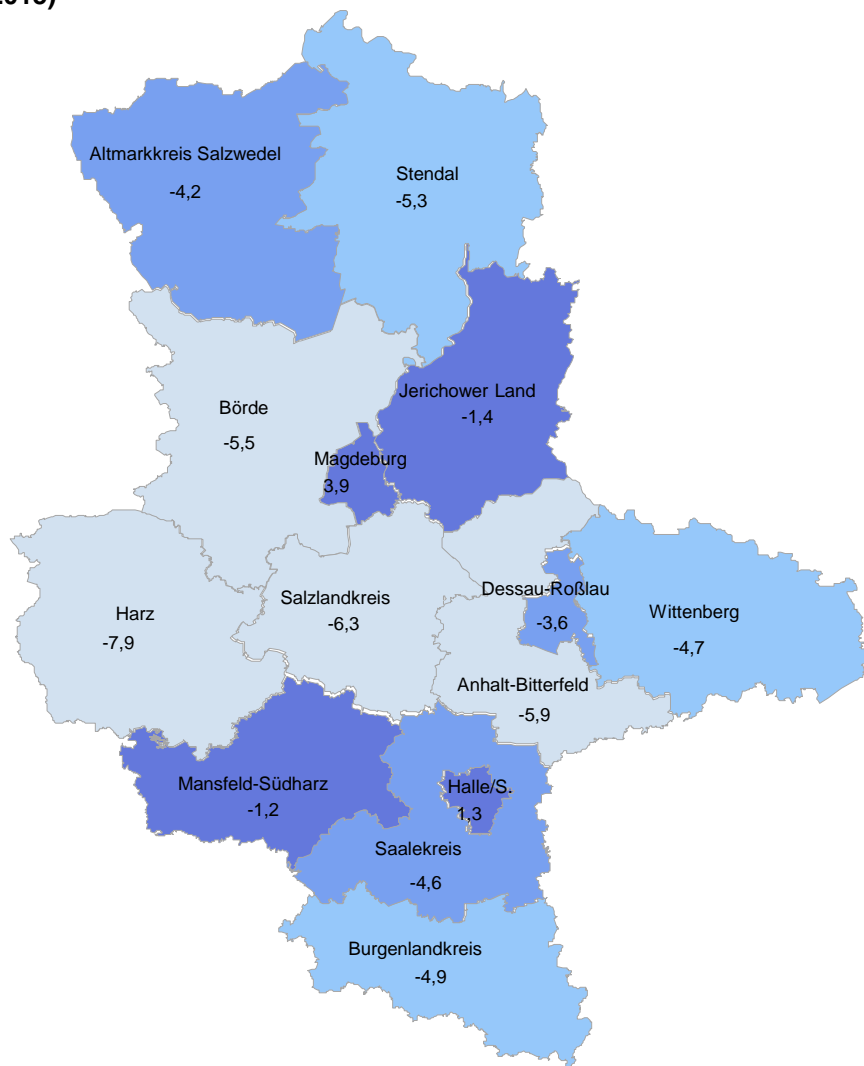 Altmarkkreis Salzwedel
-4,2
Stendal
-5,3
Jerichower Land
-1,4
Börde
-5,5
Magdeburg
3,9
Dessau-Roßlau
-3,6
Wittenberg
-4,7
Salzlandkreis
-6,3
Harz
-7,9
Anhalt-Bitterfeld
-5,9
Mansfeld-Südharz
-1,2
Halle/S.
1,3
Saalekreis
-4,6
Burgenlandkreis
-4,9